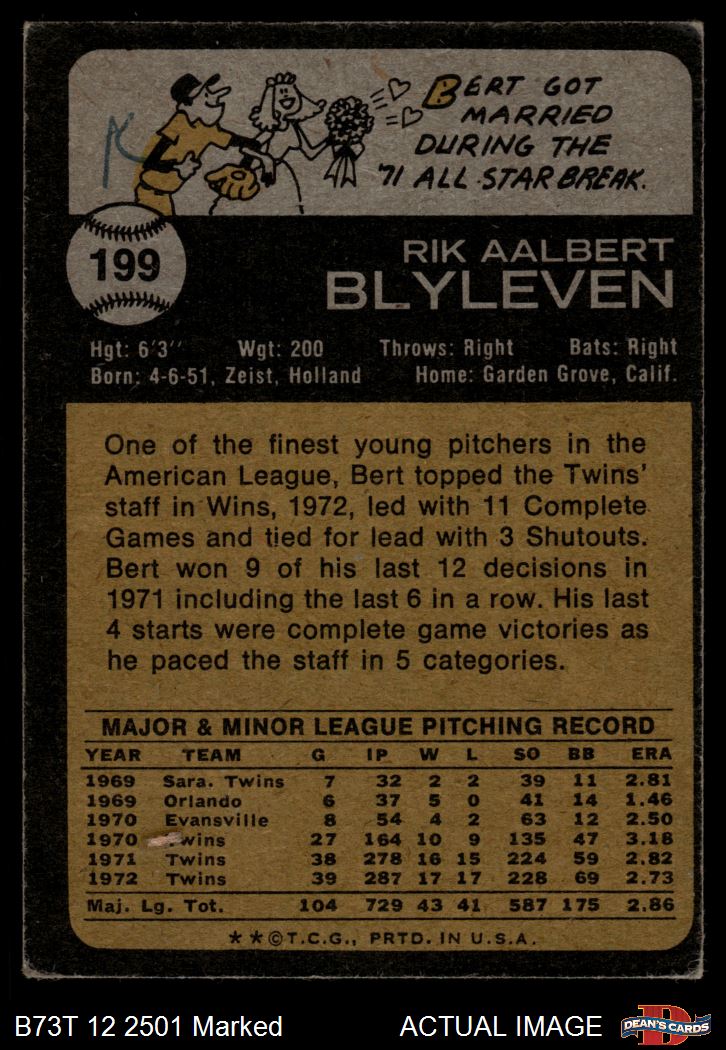 BERT GOT
MARRIED
DURING THE
'71 ALL-STAR BREAK.
199
RIK AALBERT
BLYLEVEN
Hgt: 6'3" Wgt: 200 Throws: Right Bats: Right
Born: 4-6-51, Zeist, Holland Home: Garden Grove, Calif.
One of the finest young pitchers in the
American League, Bert topped the Twins'
staff in Wins, 1972, led with 11 Complete
Games and tied for lead with 3 Shutouts.
Bert won 9 of his last 12 decisions in
1971 including the last 6 in a row. His last
4 starts were complete game victories as
he paced the staff in 5 categories.
MAJOR & MINOR LEAGUE PITCHING RECORD
YEAR TEAM G IP W L SO BB ERA
1969 Sara. Twins 7 32 2 2 39 11 2.81
1969 Orlando 6 37 5 0 41 14 1.46
1970 Evansville 8 54 4 2 63 12 2.50
1970 Twins 27 164 10 9 135 47 3.18
1971 Twins 38 278 16 15 224 59 2.82
1972 Twins 39 287 17 17 228 69 2.73
Maj. Lg. Tot. 104 729 43 41 587 175 2.86
**©T.C.G., PRTD. IN U.S.A.
B73T 12 2501 Marked ACTUAL IMAGE
D
DEAN'S CARDS